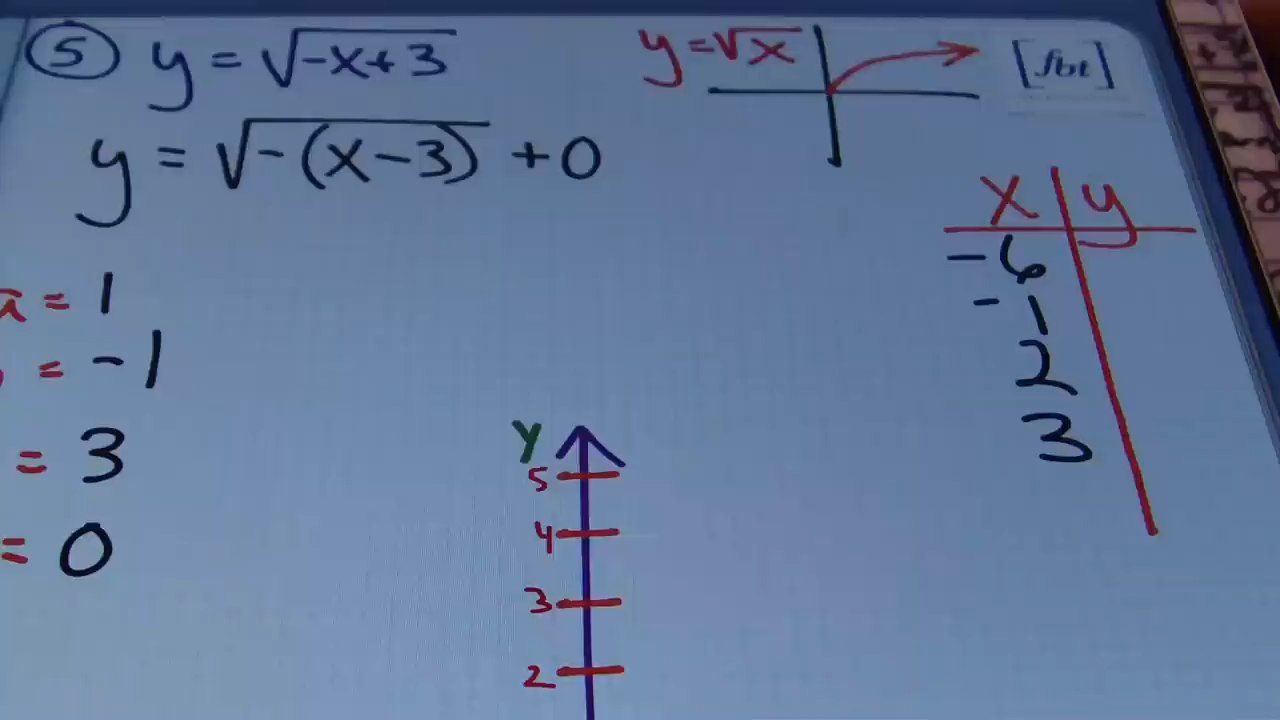 5 y = √-x+3
y = √-(x-3) + 0
y=√x
[fbt]
x y
-6
-1
2
3
a = 1
= -1
= 3
= 0
y
5
4
3
2